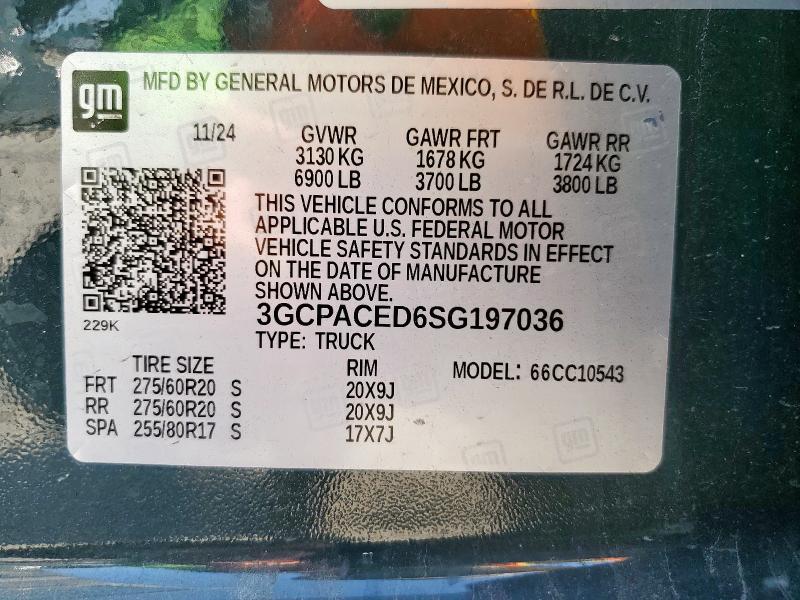 gm
MFD BY GENERAL MOTORS DE MEXICO, S. DE R.L. DE C.V.
11/24 GVWR GAWR FRT GAWR RR
3130 KG 1678 KG 1724 KG
6900 LB 3700 LB 3800 LB
THIS VEHICLE CONFORMS TO ALL
APPLICABLE U.S. FEDERAL MOTOR
VEHICLE SAFETY STANDARDS IN EFFECT
ON THE DATE OF MANUFACTURE
SHOWN ABOVE.
229K
3GCPACED6SG197036
TYPE: TRUCK
TIRE SIZE RIM MODEL: 66CC10543
FRT 275/60R20 S 20X9J
RR 275/60R20 S 20X9J
SPA 255/80R17 S 17X7J